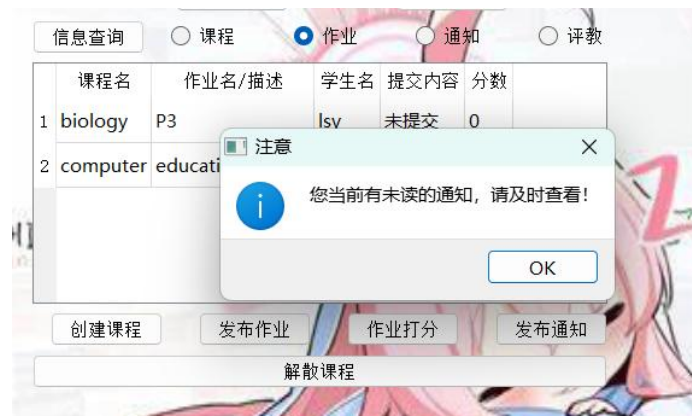 信息查询 课程 作业 通知 评教
课程名 作业名/描述 学生名 提交内容 分数
1 biology P3 lsy 未提交 0
2 computer educati
注意
您当前有未读的通知，请及时查看！
OK
创建课程 发布作业 作业打分 发布通知
解散课程